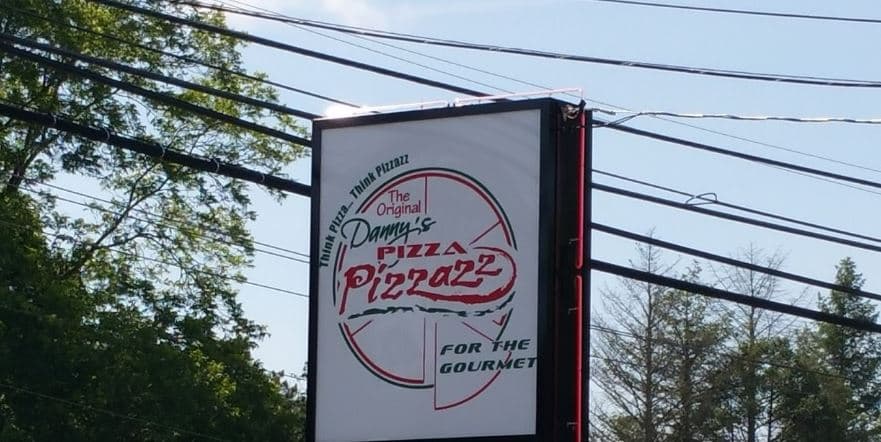 Think Pizza... Think Pizzazz
The
Original
Danny's
PIZZA
Pizzazz
FOR THE
GOURMET